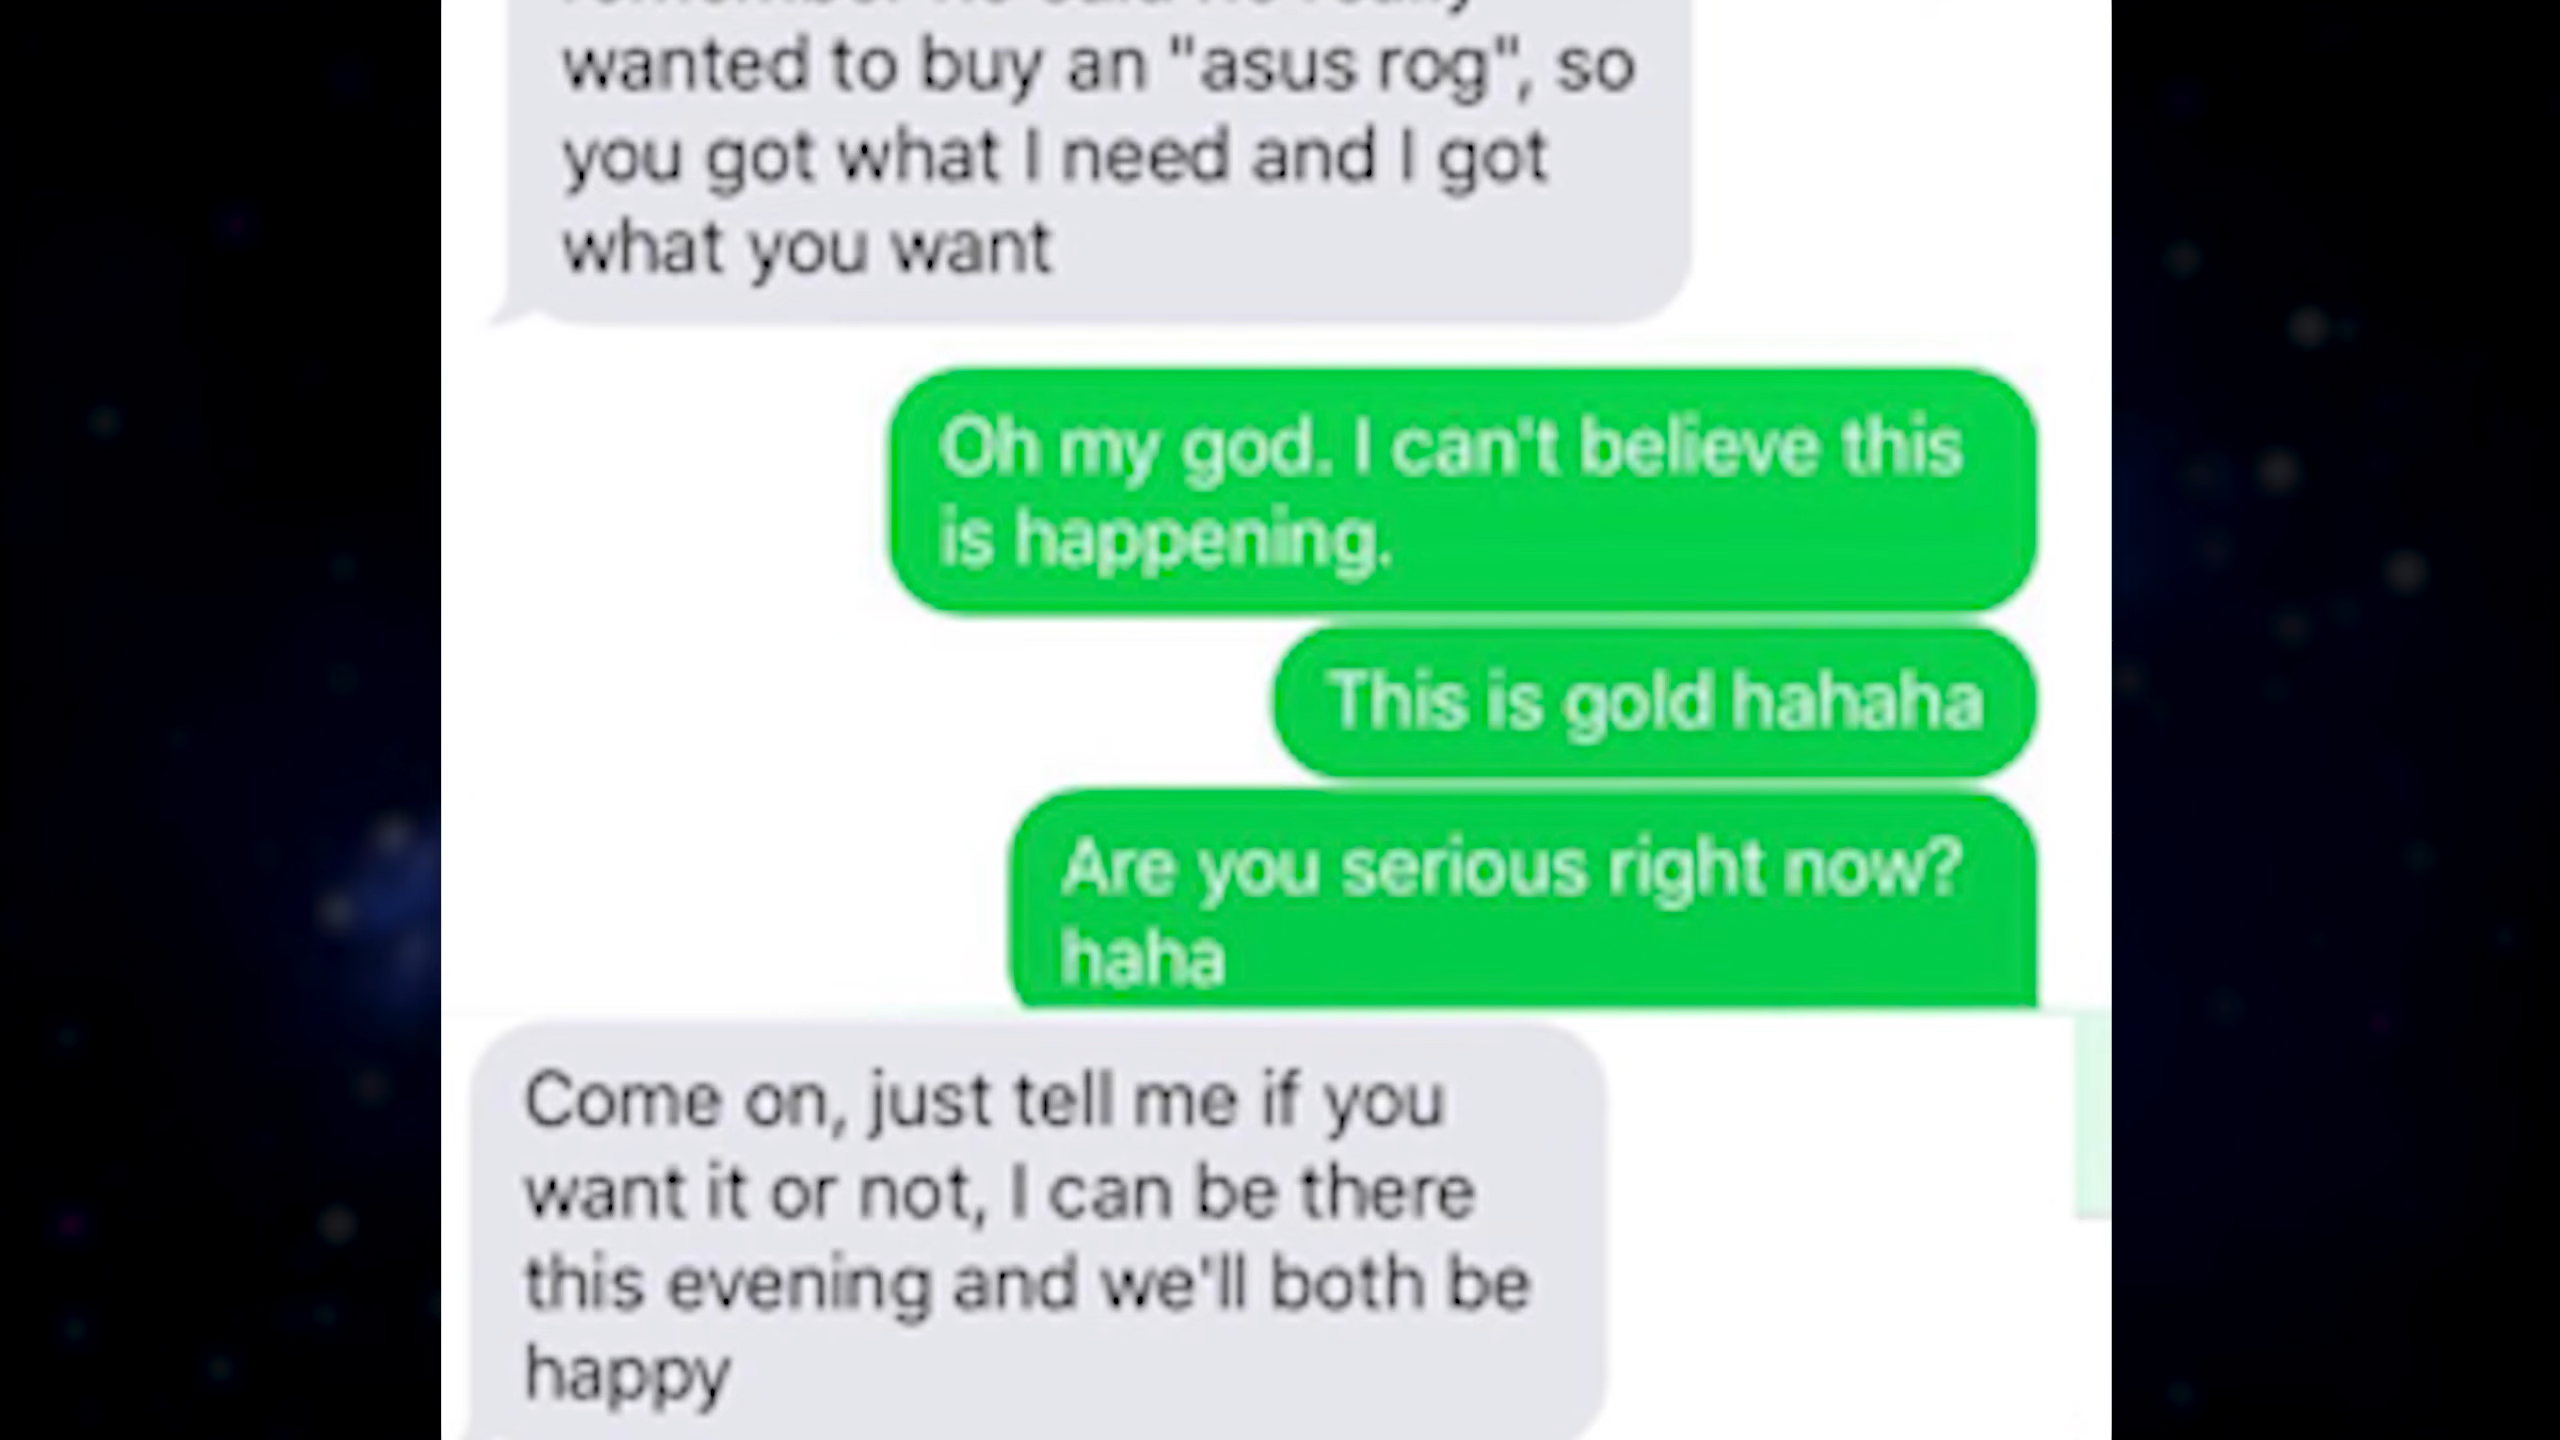 wanted to buy an "asus rog", so
you got what I need and I got
what you want
Oh my god. I can't believe this
is happening.
This is gold hahaha
Are you serious right now?
haha
Come on, just tell me if you
want it or not, I can be there
this evening and we'll both be
happy